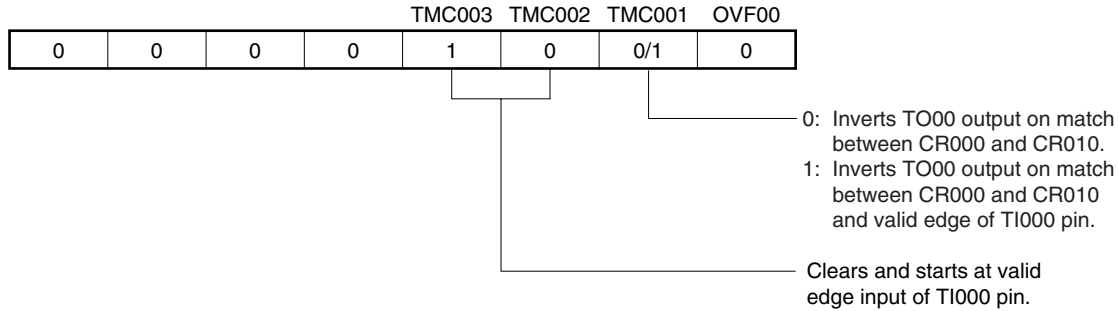 TMC003 TMC002 TMC001 OVF00
0 0 0 0 1 0 0/1 0
0: Inverts TO00 output on match
between CR000 and CR010.
1: Inverts TO00 output on match
between CR000 and CR010
and valid edge of TI000 pin.
Clears and starts at valid
edge input of TI000 pin.